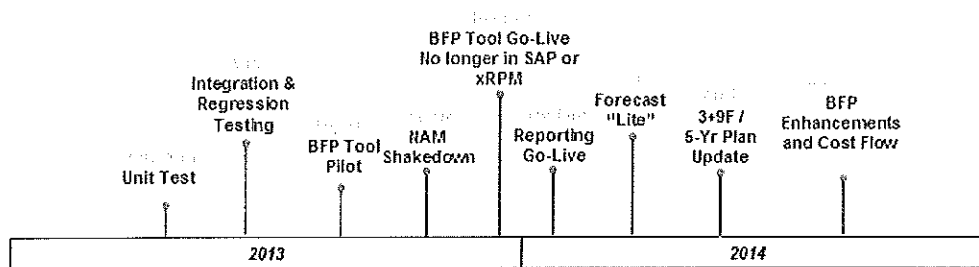 Unit Test
Integration &
Regression
Testing
BFP Tool
Pilot
NAM
Shakedown
BFP Tool Go-Live
No longer in SAP or
xRPM
Reporting
Go-Live
Forecast
"Lite"
3+9F /
5-Yr Plan
Update
BFP
Enhancements
and Cost Flow
2013
2014